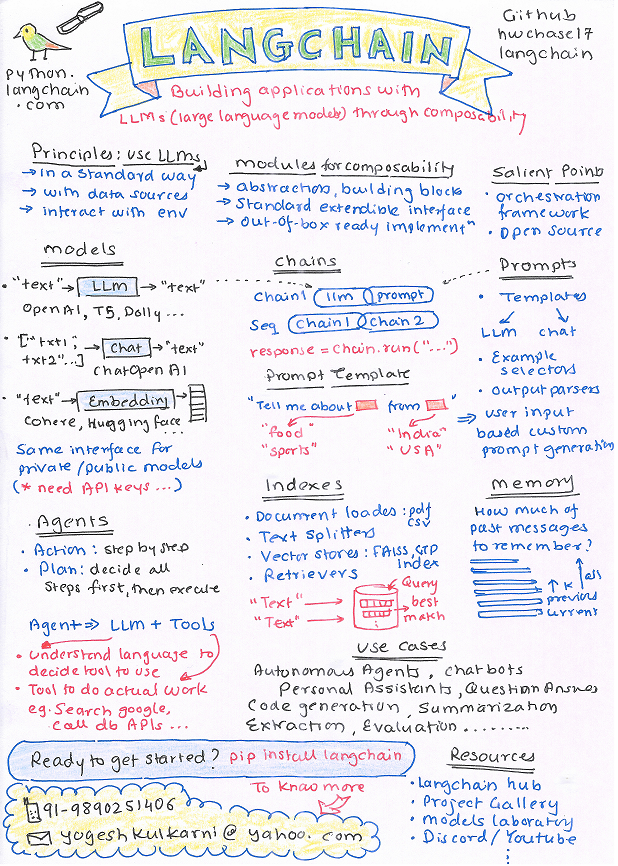 LANGCHAIN
Github
hwchase17
langchain
python.
langchain
.com
Building applications with
LLMs (large language models) through composability
Principles: use LLMs
→ in a standard way
→ with data sources
→ interact with env
modules for composability
→ abstraction, building blocks
→ Standard extendible interface
→ out-of-box ready implementⁿ
Salient Points
• orchestration
framework
• open source
models
• "text" → LLM → "text"
OpenAI, T5, Dolly ...
• ["txt1;
txt2"...] → Chat → "text"
ChatOpenAI
• "text" → Embedding →
Cohere, Hugging face
Same interface for
private/public models
(* need API keys ...)
Chains
Chain1 llm prompt
Seq chain1 chain2
response = chain.run("...")
Prompt Template
"Tell me about from "
"food" "India"
"sports" "USA"
Prompts
• Templates
LLM chat
• Example
selectors
• output parsers
⇒ user input
based custom
prompt generation
Agents
• Action: step by step
• Plan: decide all
steps first, then execute
Agent ⇒ LLM + Tools
• understand language to
decide tool to use
• Tool to do actual work
eg. Search google,
call db APIs ...
Indexes
• Document loades: pdf
csv
• Text splitters
• Vector stores: FAISS, GTP
Index
• Retrievers
"Text" →
"Text" →
Query
best
match
memory
How much of
past messages
to remember?
all
↑ K
previous
current
use cases
Autonomous Agents, chatbots
Personal Assistants, Question Answer
Code generation, Summarization
Extraction, Evaluation ........
Ready to get started? pip install langchain
To know more
91-9890251406
yogeshkulkarni@yahoo.com
Resources
• Langchain hub
• Project Gallery
• models laboratoy
• Discord/Youtube